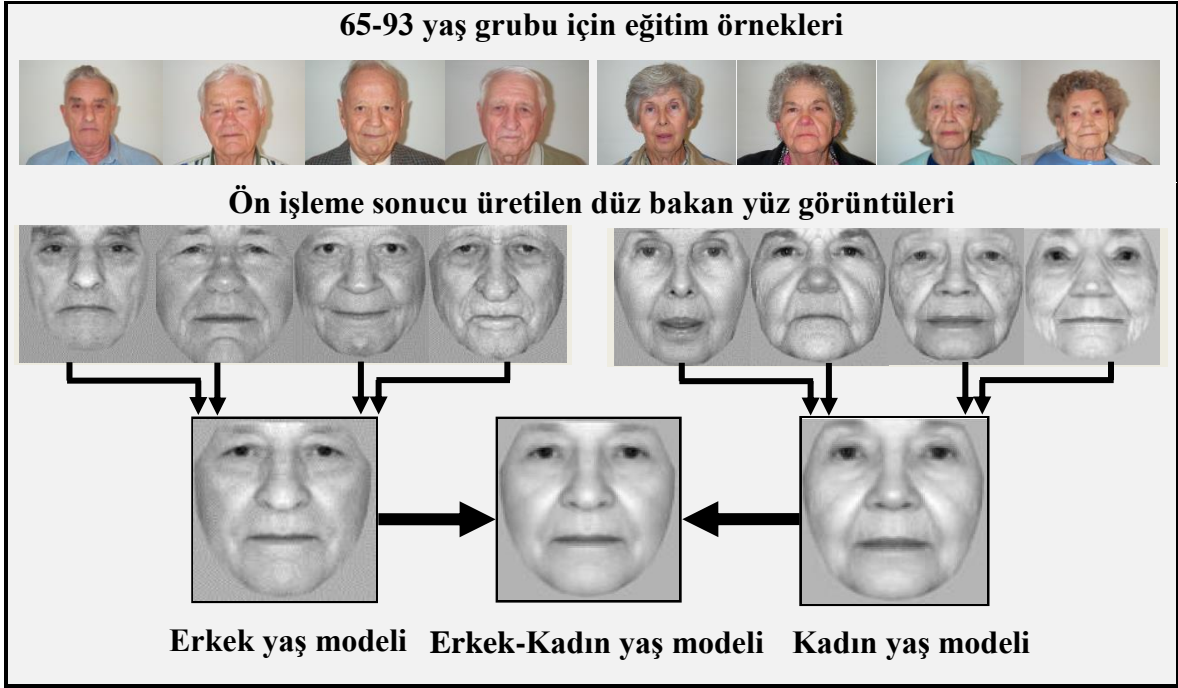 65-93 yaş grubu için eğitim örnekleri
Ön işleme sonucu üretilen düz bakan yüz görüntüleri
Erkek yaş modeli Erkek-Kadın yaş modeli Kadın yaş modeli